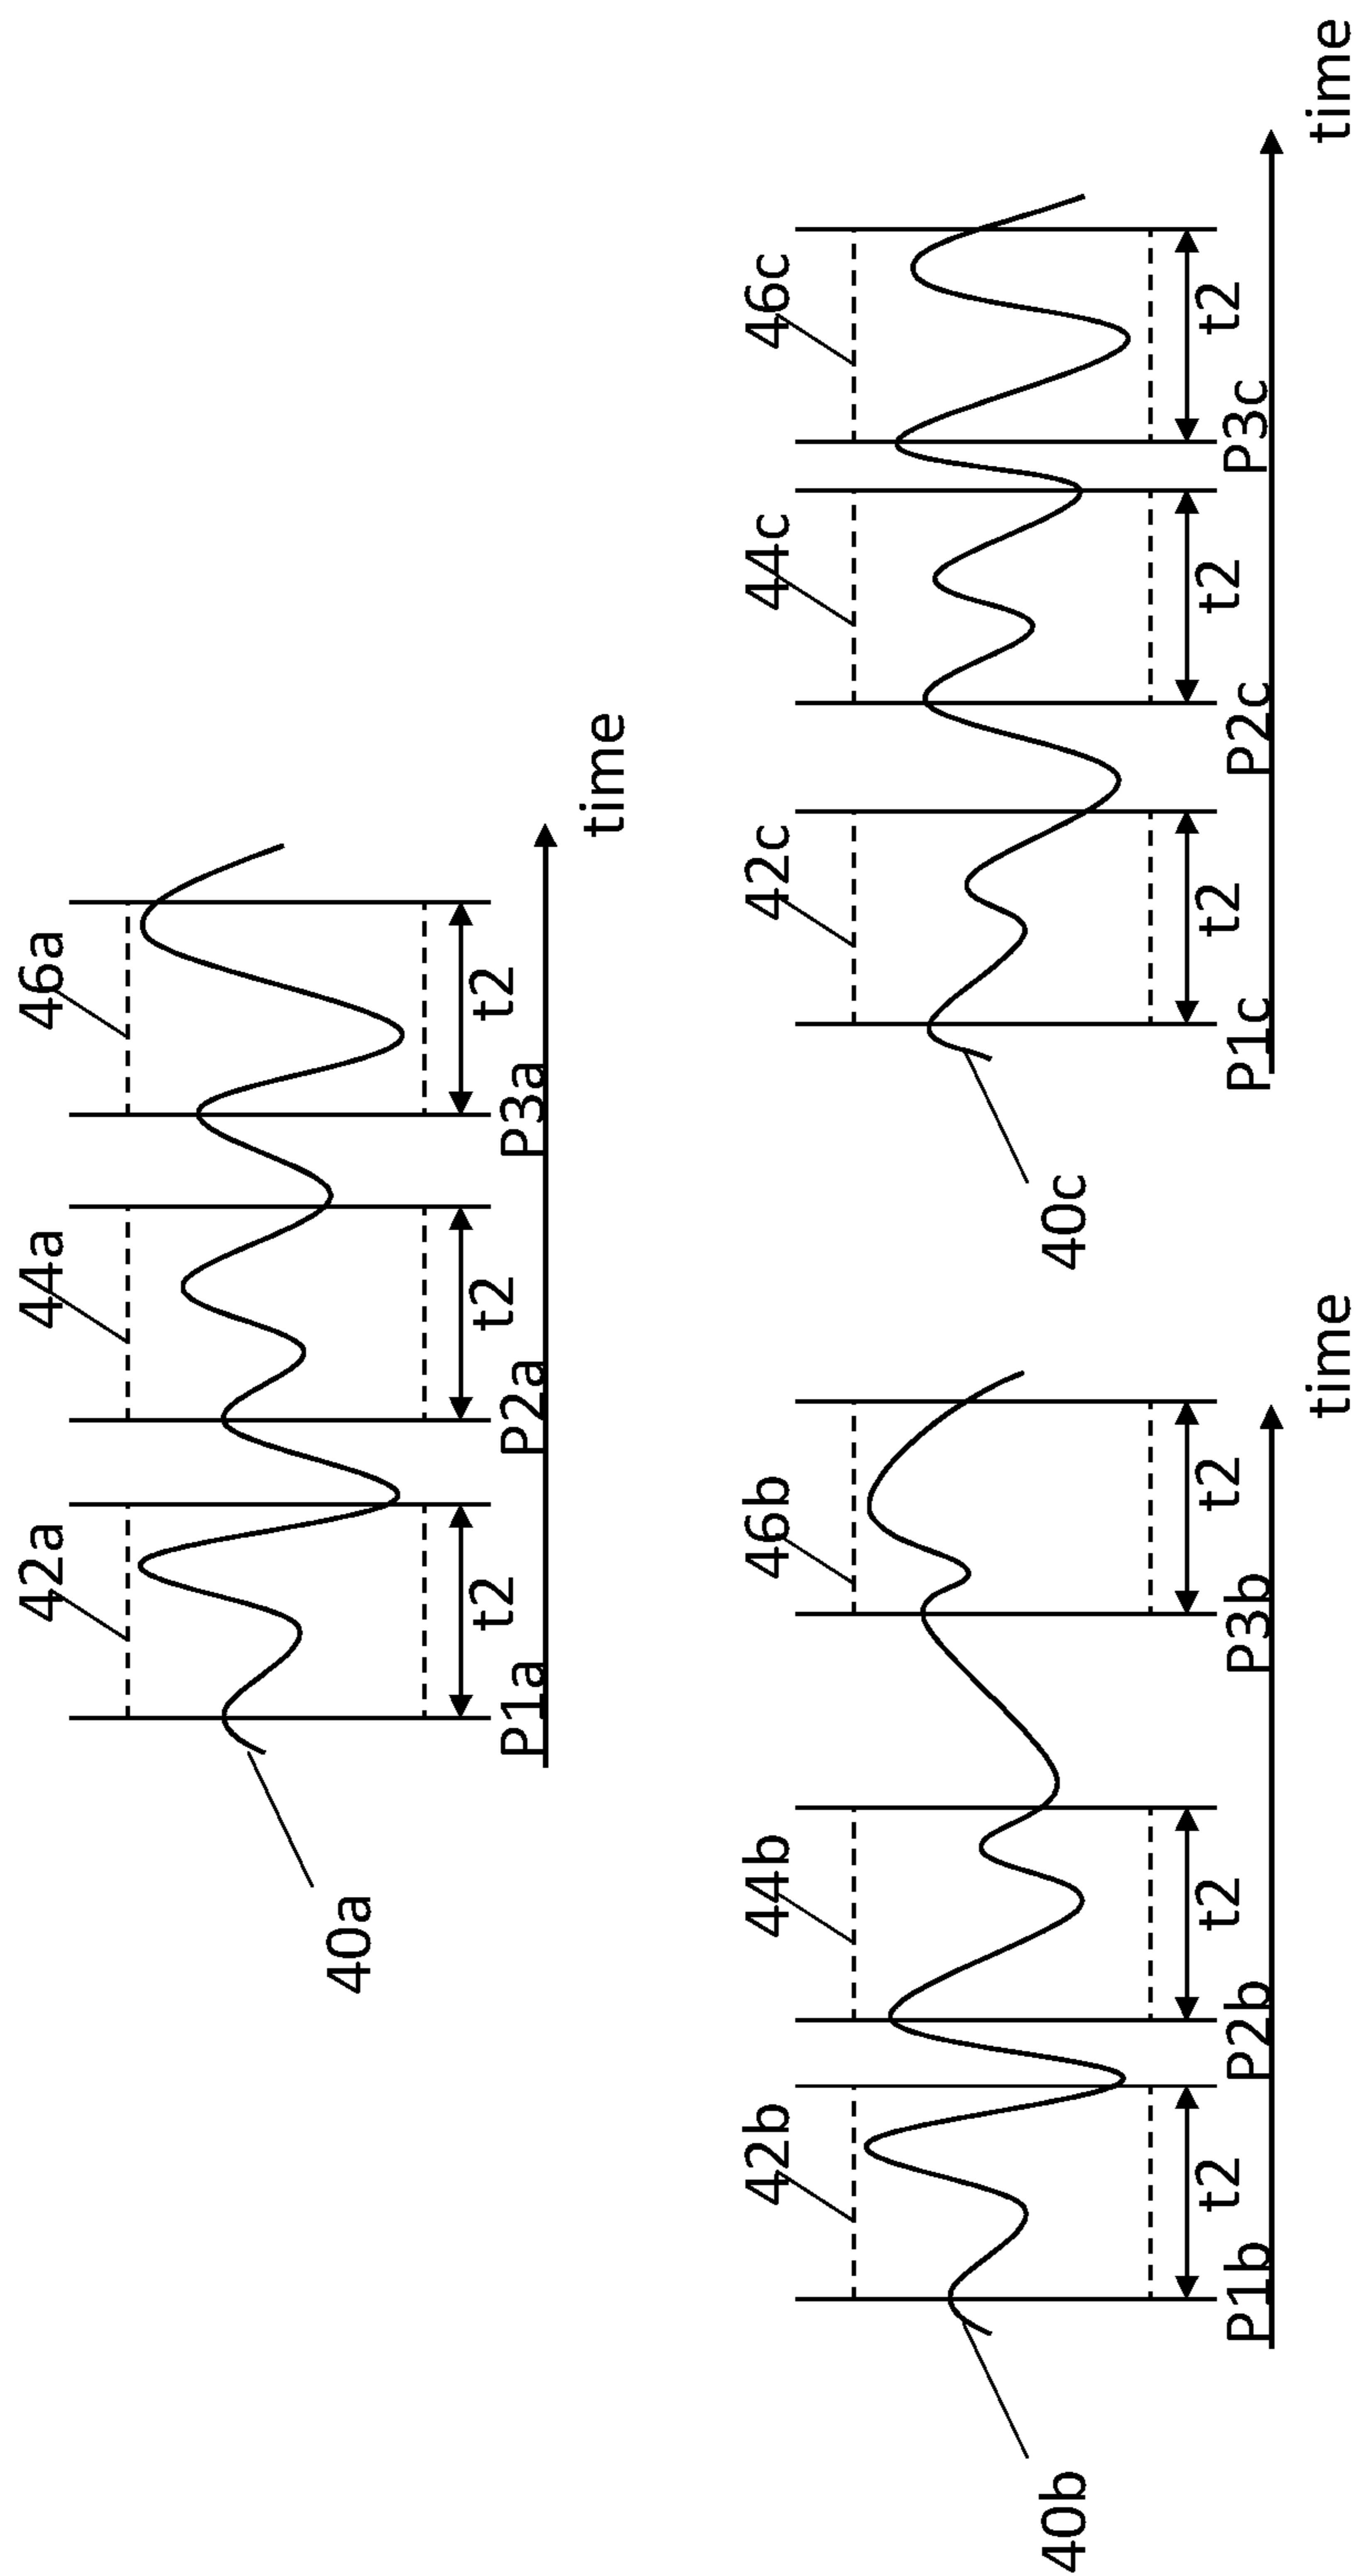 42a 44a 46a
40a
t2 t2 t2
P1a P2a P3a
time
42b 44b 46b
40b
t2 t2 t2
P1b P2b P3b
time
42c 44c 46c
40c
t2 t2 t2
P1c P2c P3c
time